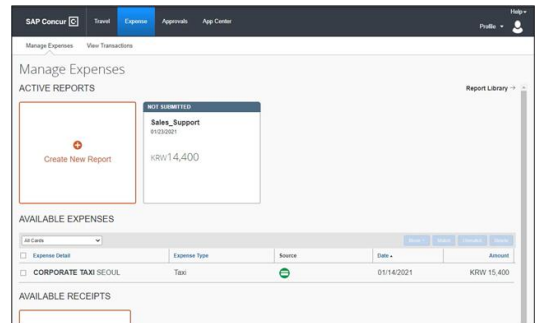 Help
SAP Concur C Travel Expense Approvals App Center
Profile
Manage Expenses View Transactions
Manage Expenses
ACTIVE REPORTS
Report Library →
NOT SUBMITTED
Sales_Support
01/23/2021
KRW14,400
Create New Report
AVAILABLE EXPENSES
All Cards
Expense Detail Expense Type Source Date Amount
CORPORATE TAXI SEOUL Taxi 01/14/2021 KRW 15,400
AVAILABLE RECEIPTS